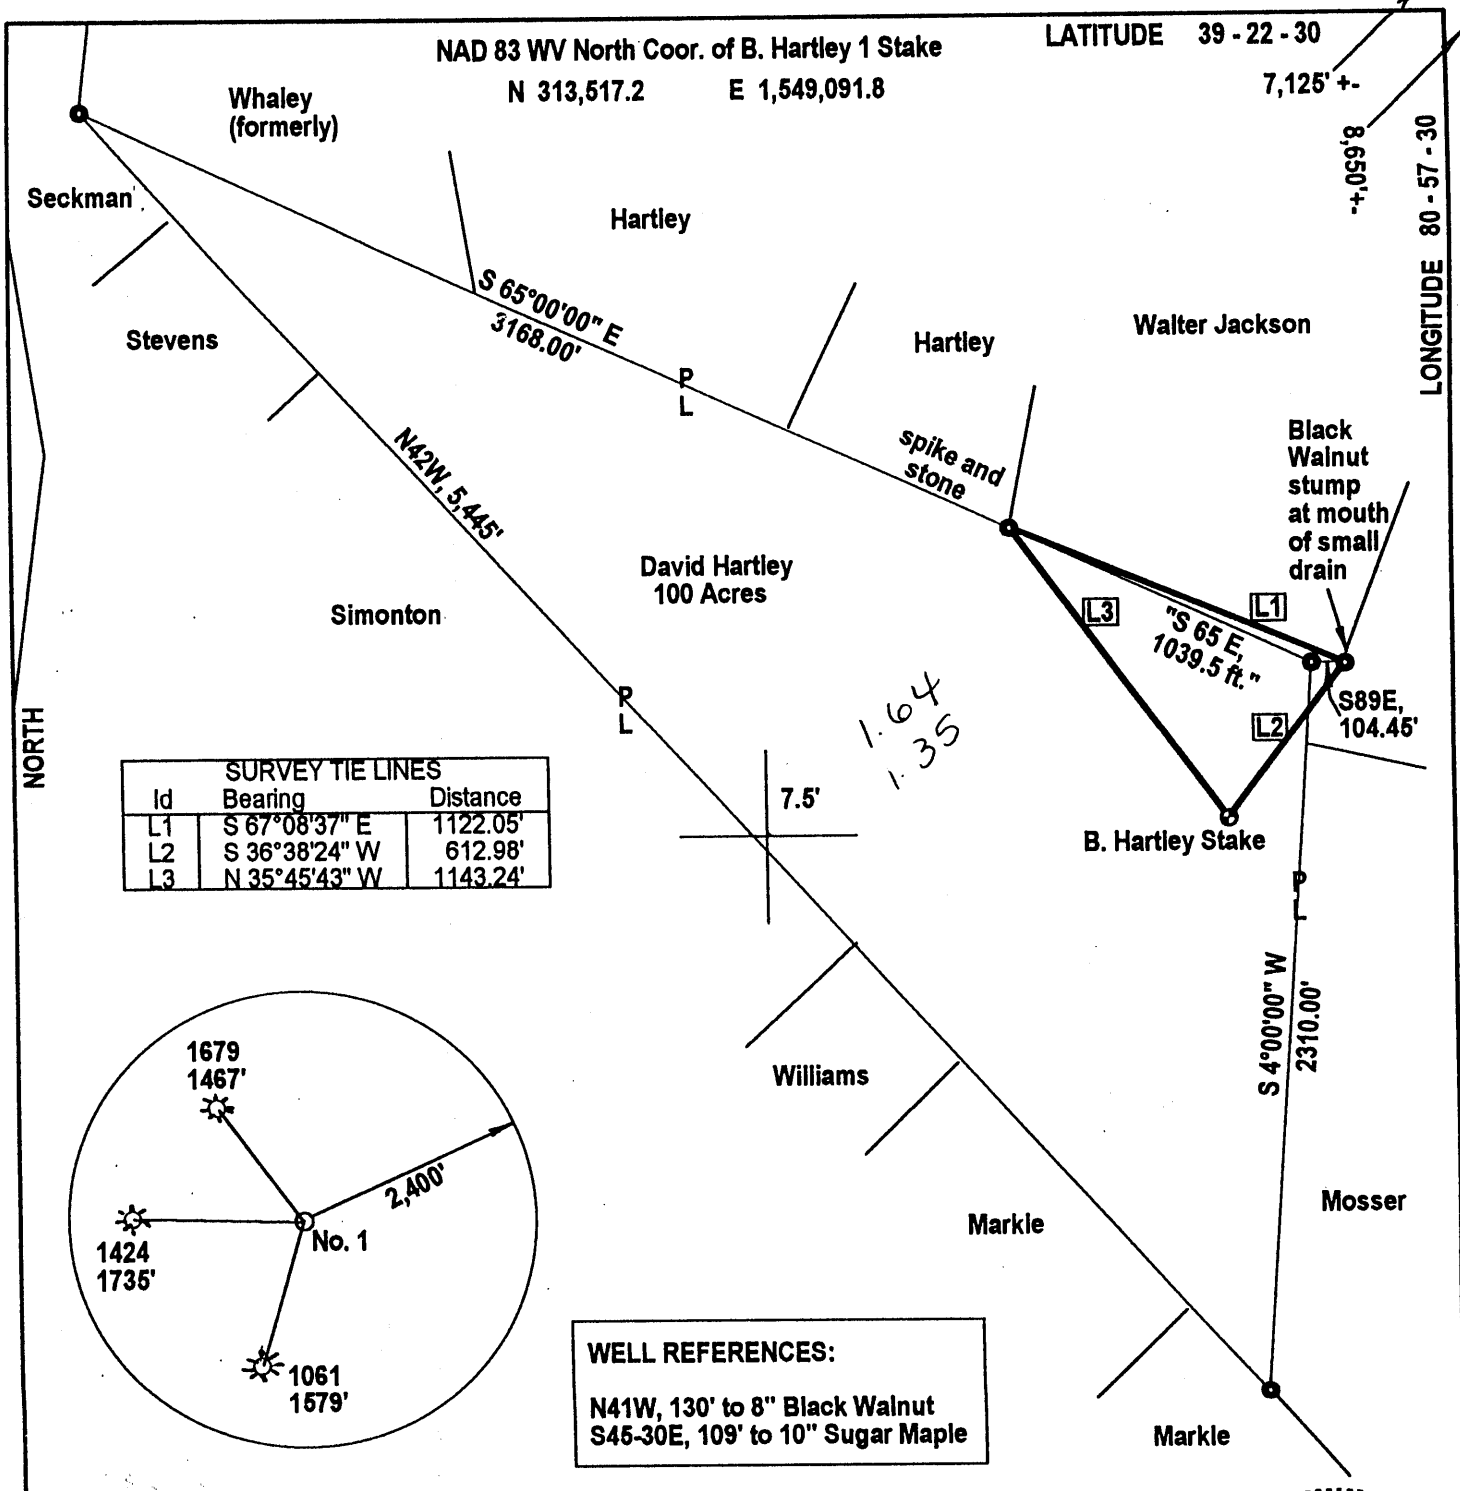 NAD 83 WV North Coor. of B. Hartley 1 Stake
N 313,517.2 E 1,549,091.8
LATITUDE 39 - 22 - 30
7,125' +-
8,650'+-
LONGITUDE 80 - 57 - 30
Whaley
(formerly)
Seckman
Hartley
S 65°00'00" E
3168.00'
Stevens
Hartley
Walter Jackson
P
L
spike and
stone
Black
Walnut
stump
at mouth
of small
drain
N42W, 5,445'
David Hartley
100 Acres
Simonton
L3
L1
"S 65 E,
1039.5 ft."
S89E,
104.45'
L2
1.64
1.35
P
L
NORTH
SURVEY TIE LINES
Id Bearing Distance
L1 S 67°08'37" E 1122.05'
L2 S 36°38'24" W 612.98'
L3 N 35°45'43" W 1143.24'
7.5'
B. Hartley Stake
P
L
S 4°00'00" W
2310.00'
Williams
1679
1467'
2,400'
No. 1
1424
1735'
1061
1579'
Markle
Mosser
WELL REFERENCES:
N41W, 130' to 8" Black Walnut
S45-30E, 109' to 10" Sugar Maple
Markle